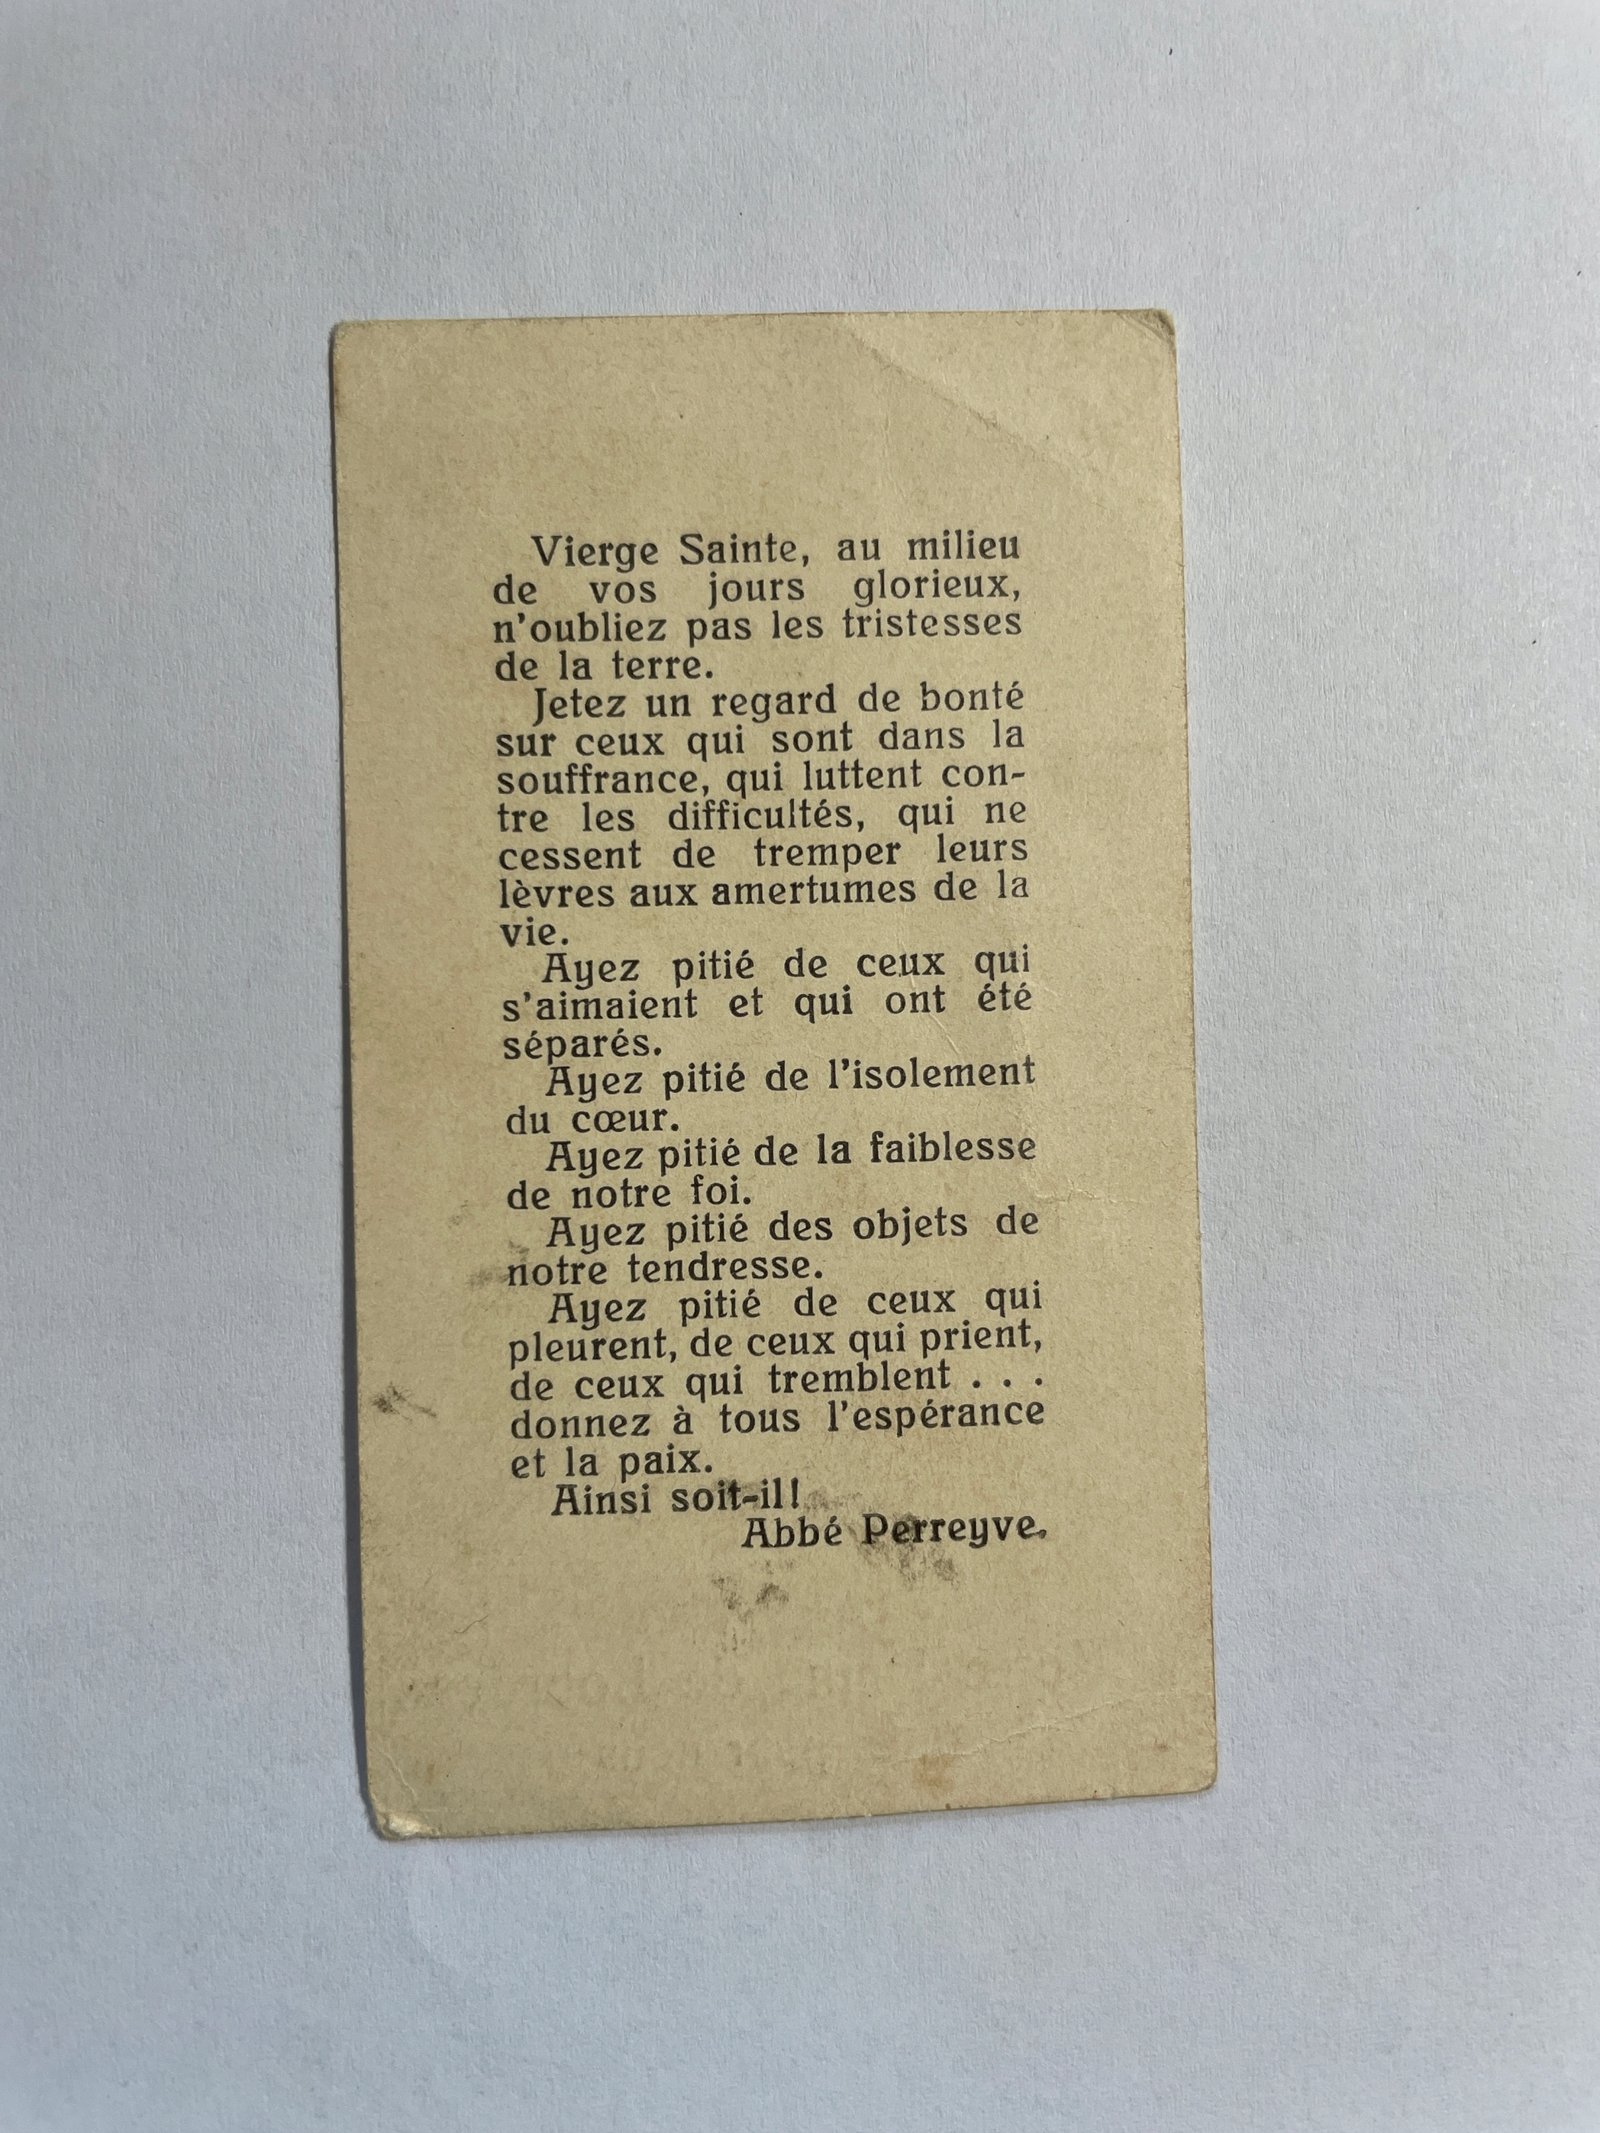 Vierge Sainte, au milieu
de vos jours glorieux,
n'oubliez pas les tristesses
de la terre.
Jetez un regard de bonté
sur ceux qui sont dans la
souffrance, qui luttent con-
tre les difficultés, qui ne
cessent de tremper leurs
lèvres aux amertumes de la
vie.
Ayez pitié de ceux qui
s'aimaient et qui ont été
séparés.
Ayez pitié de l'isolement
du cœur.
Ayez pitié de la faiblesse
de notre foi.
Ayez pitié des objets de
notre tendresse.
Ayez pitié de ceux qui
pleurent, de ceux qui prient,
de ceux qui tremblent . . .
donnez à tous l'espérance
et la paix.
Ainsi soit-il!
Abbé Perreyve.